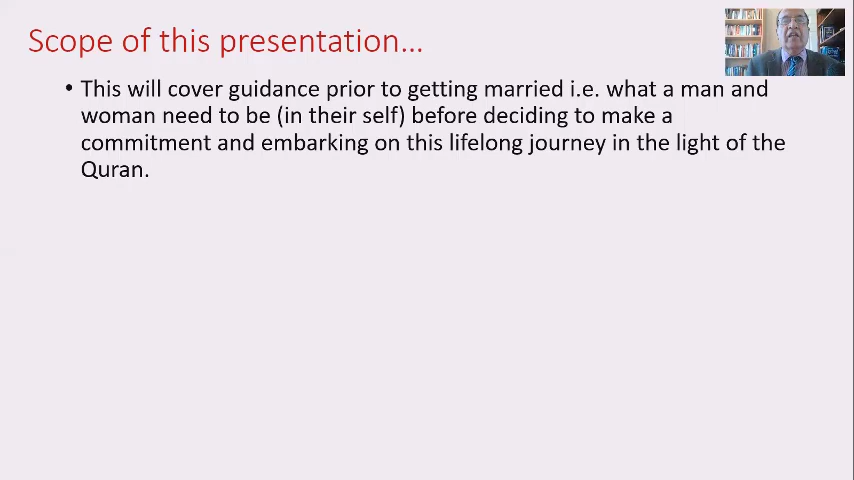 Scope of this presentation...
• This will cover guidance prior to getting married i.e. what a man and
woman need to be (in their self) before deciding to make a
commitment and embarking on this lifelong journey in the light of the
Quran.